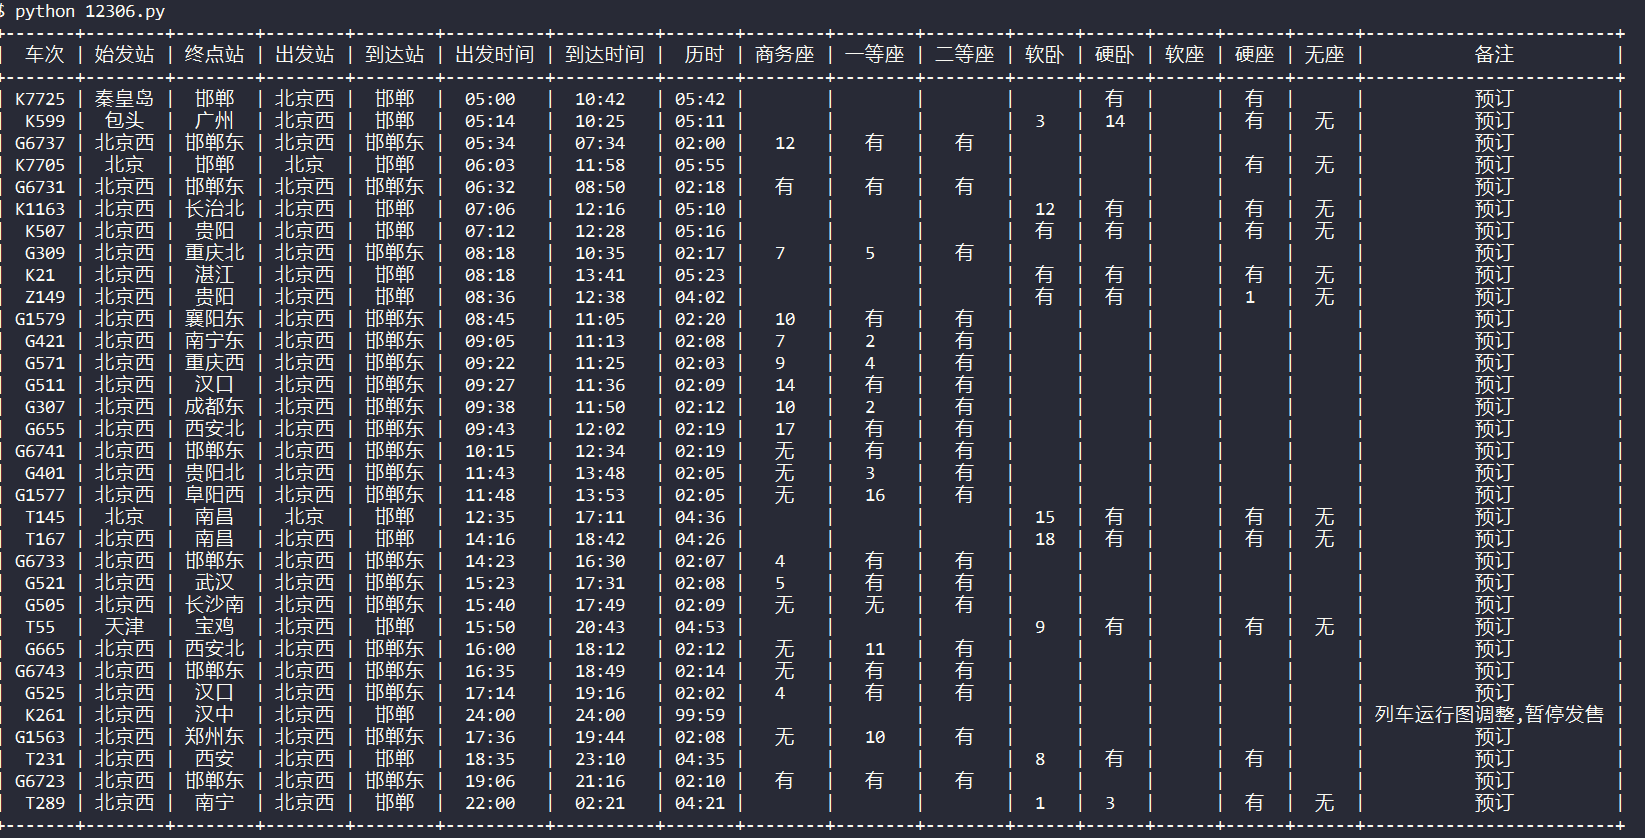 $ python 12306.py
| 车次 | 始发站 | 终点站 | 出发站 | 到达站 | 出发时间 | 到达时间 | 历时 | 商务座 | 一等座 | 二等座 | 软卧 | 硬卧 | 软座 | 硬座 | 无座 | 备注 |
| K7725 | 秦皇岛 | 邯郸 | 北京西 | 邯郸 | 05:00 | 10:42 | 05:42 | | | | | 有 | | 有 | | 预订 |
| K599 | 包头 | 广州 | 北京西 | 邯郸 | 05:14 | 10:25 | 05:11 | | | | 3 | 14 | | 有 | 无 | 预订 |
| G6737 | 北京西 | 邯郸东 | 北京西 | 邯郸东 | 05:34 | 07:34 | 02:00 | 12 | 有 | 有 | | | | | | 预订 |
| K7705 | 北京 | 邯郸 | 北京 | 邯郸 | 06:03 | 11:58 | 05:55 | | | | | | | 有 | 无 | 预订 |
| G6731 | 北京西 | 邯郸东 | 北京西 | 邯郸东 | 06:32 | 08:50 | 02:18 | 有 | 有 | 有 | | | | | | 预订 |
| K1163 | 北京西 | 长治北 | 北京西 | 邯郸 | 07:06 | 12:16 | 05:10 | | | | 12 | 有 | | 有 | 无 | 预订 |
| K507 | 北京西 | 贵阳 | 北京西 | 邯郸 | 07:12 | 12:28 | 05:16 | | | | 有 | 有 | | 有 | 无 | 预订 |
| G309 | 北京西 | 重庆北 | 北京西 | 邯郸东 | 08:18 | 10:35 | 02:17 | 7 | 5 | 有 | | | | | | 预订 |
| K21 | 北京西 | 湛江 | 北京西 | 邯郸 | 08:18 | 13:41 | 05:23 | | | | 有 | 有 | | 有 | 无 | 预订 |
| Z149 | 北京西 | 贵阳 | 北京西 | 邯郸 | 08:36 | 12:38 | 04:02 | | | | 有 | 有 | | 1 | 无 | 预订 |
| G1579 | 北京西 | 襄阳东 | 北京西 | 邯郸东 | 08:45 | 11:05 | 02:20 | 10 | 有 | 有 | | | | | | 预订 |
| G421 | 北京西 | 南宁东 | 北京西 | 邯郸东 | 09:05 | 11:13 | 02:08 | 7 | 2 | 有 | | | | | | 预订 |
| G571 | 北京西 | 重庆西 | 北京西 | 邯郸东 | 09:22 | 11:25 | 02:03 | 9 | 4 | 有 | | | | | | 预订 |
| G511 | 北京西 | 汉口 | 北京西 | 邯郸东 | 09:27 | 11:36 | 02:09 | 14 | 有 | 有 | | | | | | 预订 |
| G307 | 北京西 | 成都东 | 北京西 | 邯郸东 | 09:38 | 11:50 | 02:12 | 10 | 2 | 有 | | | | | | 预订 |
| G655 | 北京西 | 西安北 | 北京西 | 邯郸东 | 09:43 | 12:02 | 02:19 | 17 | 有 | 有 | | | | | | 预订 |
| G6741 | 北京西 | 邯郸东 | 北京西 | 邯郸东 | 10:15 | 12:34 | 02:19 | 无 | 有 | 有 | | | | | | 预订 |
| G401 | 北京西 | 贵阳北 | 北京西 | 邯郸东 | 11:43 | 13:48 | 02:05 | 无 | 3 | 有 | | | | | | 预订 |
| G1577 | 北京西 | 阜阳西 | 北京西 | 邯郸东 | 11:48 | 13:53 | 02:05 | 无 | 16 | 有 | | | | | | 预订 |
| T145 | 北京 | 南昌 | 北京 | 邯郸 | 12:35 | 17:11 | 04:36 | | | | 15 | 有 | | 有 | 无 | 预订 |
| T167 | 北京西 | 南昌 | 北京西 | 邯郸 | 14:16 | 18:42 | 04:26 | | | | 18 | 有 | | 有 | 无 | 预订 |
| G6733 | 北京西 | 邯郸东 | 北京西 | 邯郸东 | 14:23 | 16:30 | 02:07 | 4 | 有 | 有 | | | | | | 预订 |
| G521 | 北京西 | 武汉 | 北京西 | 邯郸东 | 15:23 | 17:31 | 02:08 | 5 | 有 | 有 | | | | | | 预订 |
| G505 | 北京西 | 长沙南 | 北京西 | 邯郸东 | 15:40 | 17:49 | 02:09 | 无 | 无 | 有 | | | | | | 预订 |
| T55 | 天津 | 宝鸡 | 北京西 | 邯郸 | 15:50 | 20:43 | 04:53 | | | | 9 | 有 | | 有 | 无 | 预订 |
| G665 | 北京西 | 西安北 | 北京西 | 邯郸东 | 16:00 | 18:12 | 02:12 | 无 | 11 | 有 | | | | | | 预订 |
| G6743 | 北京西 | 邯郸东 | 北京西 | 邯郸东 | 16:35 | 18:49 | 02:14 | 无 | 有 | 有 | | | | | | 预订 |
| G525 | 北京西 | 汉口 | 北京西 | 邯郸东 | 17:14 | 19:16 | 02:02 | 4 | 有 | 有 | | | | | | 预订 |
| K261 | 北京西 | 汉中 | 北京西 | 邯郸 | 24:00 | 24:00 | 99:59 | | | | | | | | | 列车运行图调整,暂停发售 |
| G1563 | 北京西 | 郑州东 | 北京西 | 邯郸东 | 17:36 | 19:44 | 02:08 | 无 | 10 | 有 | | | | | | 预订 |
| T231 | 北京西 | 西安 | 北京西 | 邯郸 | 18:35 | 23:10 | 04:35 | | | | 8 | 有 | | 有 | | 预订 |
| G6723 | 北京西 | 邯郸东 | 北京西 | 邯郸东 | 19:06 | 21:16 | 02:10 | 有 | 有 | 有 | | | | | | 预订 |
| T289 | 北京西 | 南宁 | 北京西 | 邯郸 | 22:00 | 02:21 | 04:21 | | | | 1 | 3 | | 有 | 无 | 预订 |